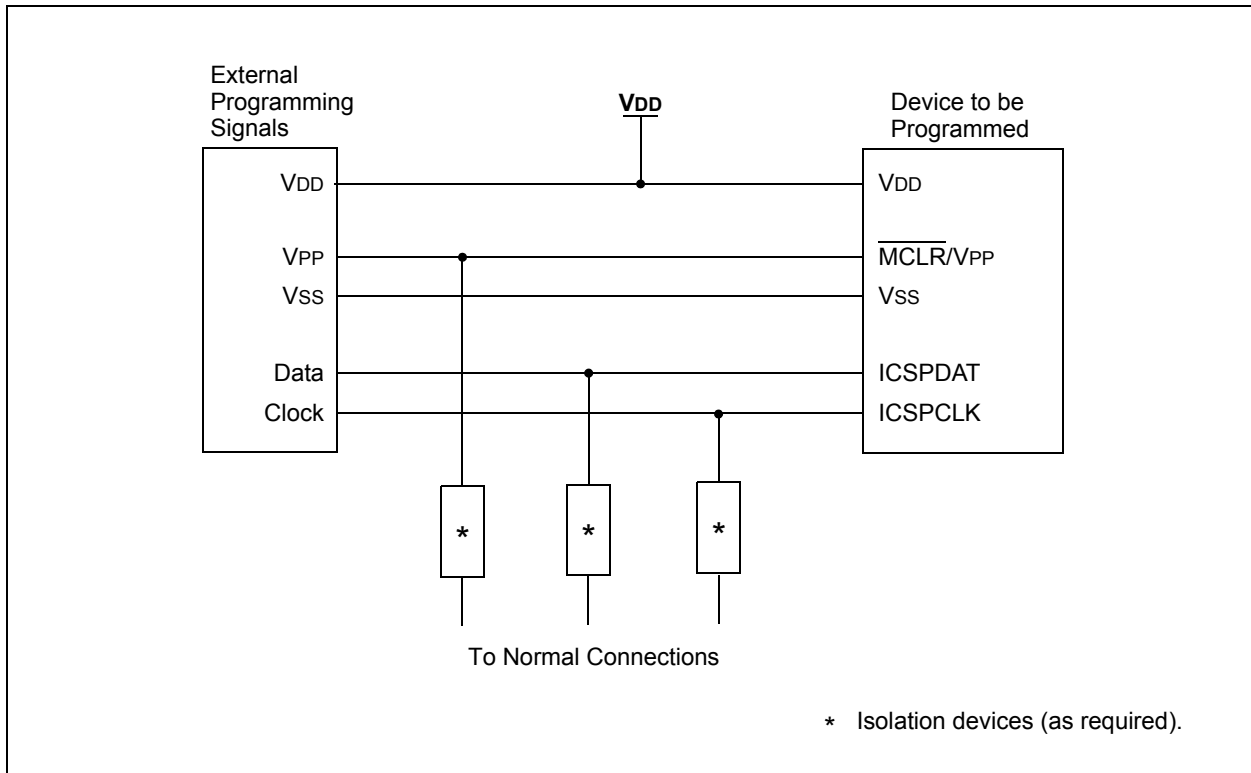 External
Programming
Signals
VDD
Device to be
Programmed
VDD
VDD
VPP
MCLR/VPP
VSS
VSS
Data
ICSPDAT
Clock
ICSPCLK
*
*
*
To Normal Connections
* Isolation devices (as required).